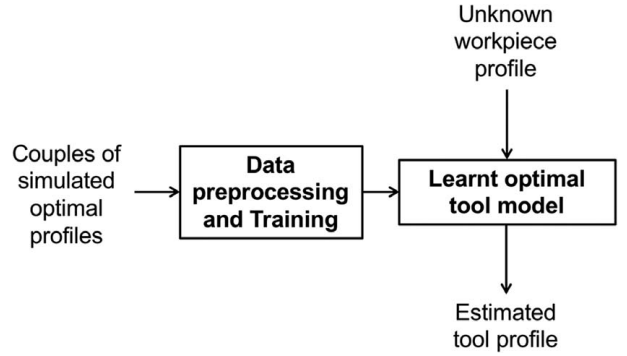 Unknown
workpiece
profile
Couples of
simulated
optimal
profiles
Data
preprocessing
and Training
Learnt optimal
tool model
Estimated
tool profile